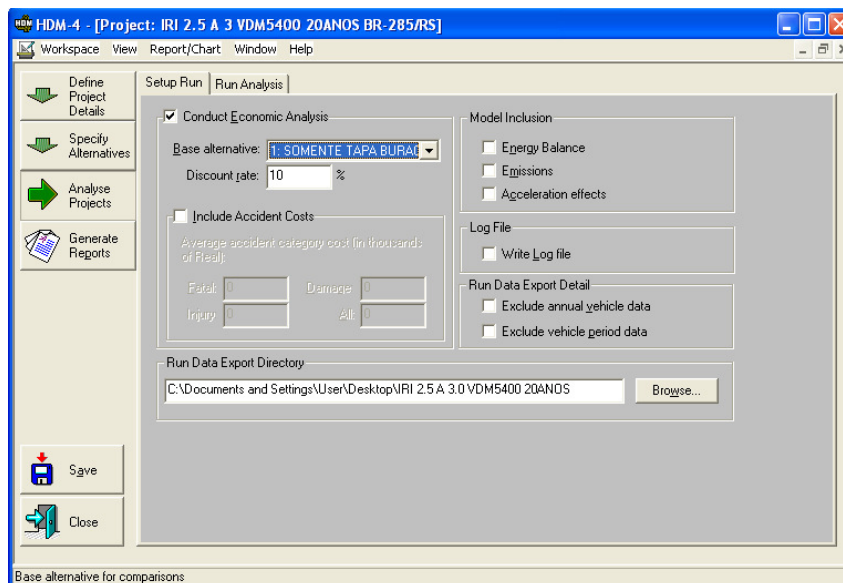 HDM-4 - [Project: IRI 2.5 A 3 VDM5400 20ANOS BR-285/RS]
Workspace View Report/Chart Window Help
Define
Project
Details
Specify
Alternatives
Analyse
Projects
Generate
Reports
Save
Close
Setup Run Run Analysis
Conduct Economic Analysis
Base alternative: 1: SOMENTE TAPA BURAC
Discount rate: 10 %
Include Accident Costs
Average accident category cost (in thousands
of Real):
Fatal: 0 Damage 0
Injury 0 All: 0
Model Inclusion
Energy Balance
Emissions
Acceleration effects
Log File
Write Log file
Run Data Export Detail
Exclude annual vehicle data
Exclude vehicle period data
Run Data Export Directory
C:\Documents and Settings\User\Desktop\IRI 2.5 A 3.0 VDM5400 20ANOS Browse...
Base alternative for comparisons